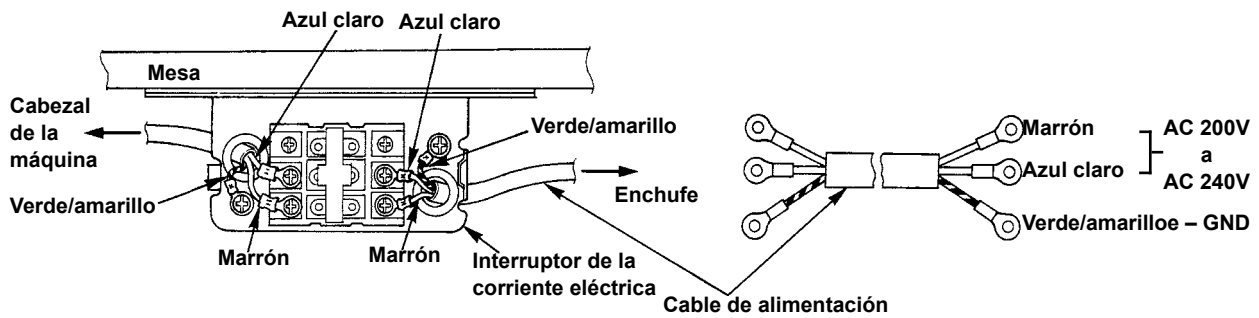 Azul claro
Azul claro
Mesa
Cabezal
de la
máquina
Verde/amarillo
Marrón
Marrón
Verde/amarillo
Enchufe
Interruptor de la
corriente eléctrica
Cable de alimentación
Marrón
Azul claro
Verde/amarilloe – GND
AC 200V
a
AC 240V